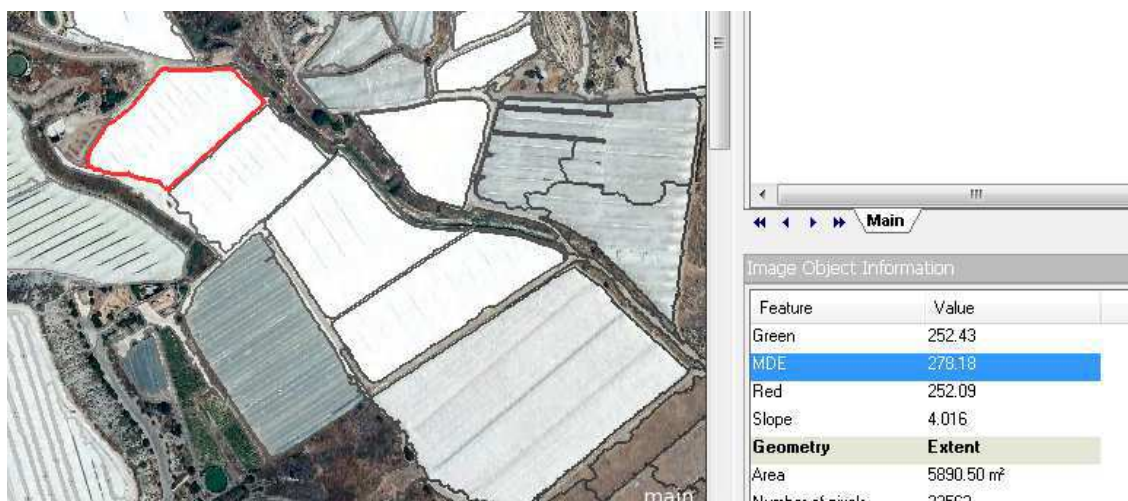 Main
Image Object Information
Feature Value
Green 252.43
MDE 278.18
Red 252.09
Slope 4.016
Geometry Extent
Area 5890.50 m²
main